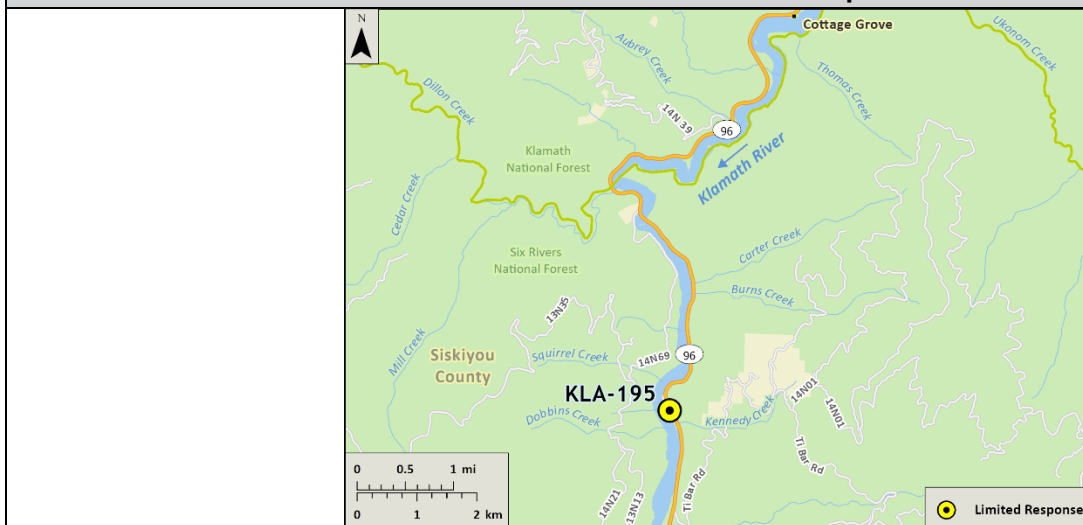 N
Cottage Grove
Ukonom Creek
Aubrey Creek
Thomas Creek
Dillon Creek
14N 39
96
Klamath
National Forest
Klamath River
Cedar Creek
Carter Creek
Six Rivers
National Forest
Burns Creek
13N35
Mill Creek
Siskiyou
County
Squirrel Creek
14N69
96
KLA-195
14N01
Dobbins Creek
Kennedy Creek
14N01
Ti Bar Rd
0 0.5 1 mi
0 1 2 km
14N21
13N13
Ti Bar Rd
Limited Response